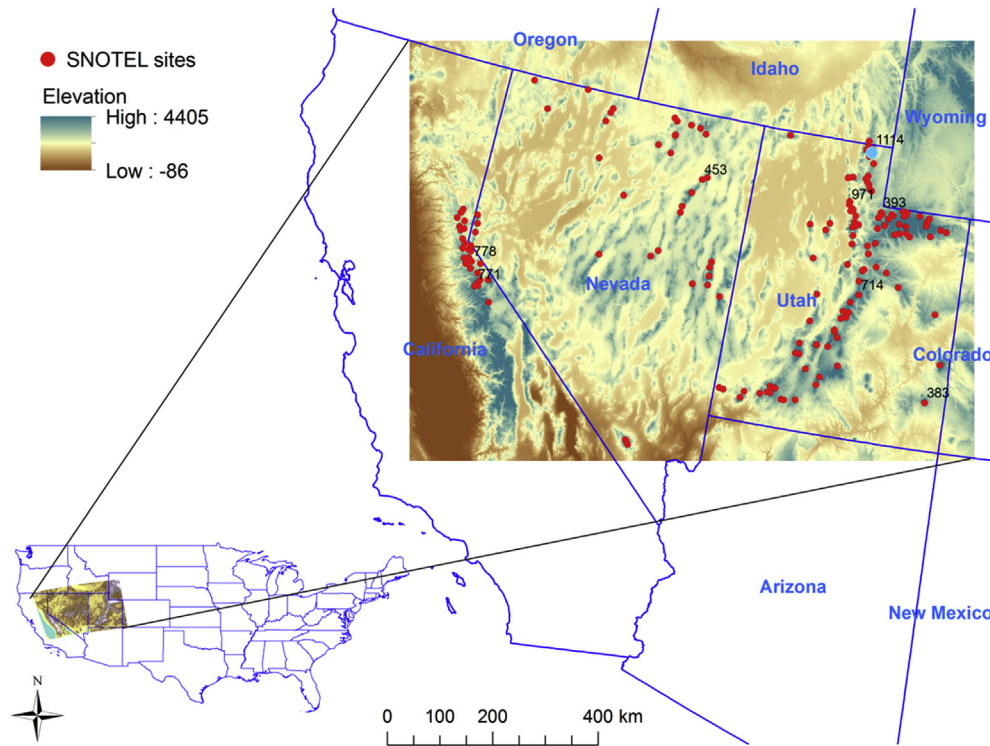 Oregon
SNOTEL sites
Idaho
Elevation
High : 4405
Wyoming
1114
Low : -86
453
971
393
778
771
Nevada
714
Utah
California
Colorado
383
Arizona
New Mexico
N
0 100 200 400 km